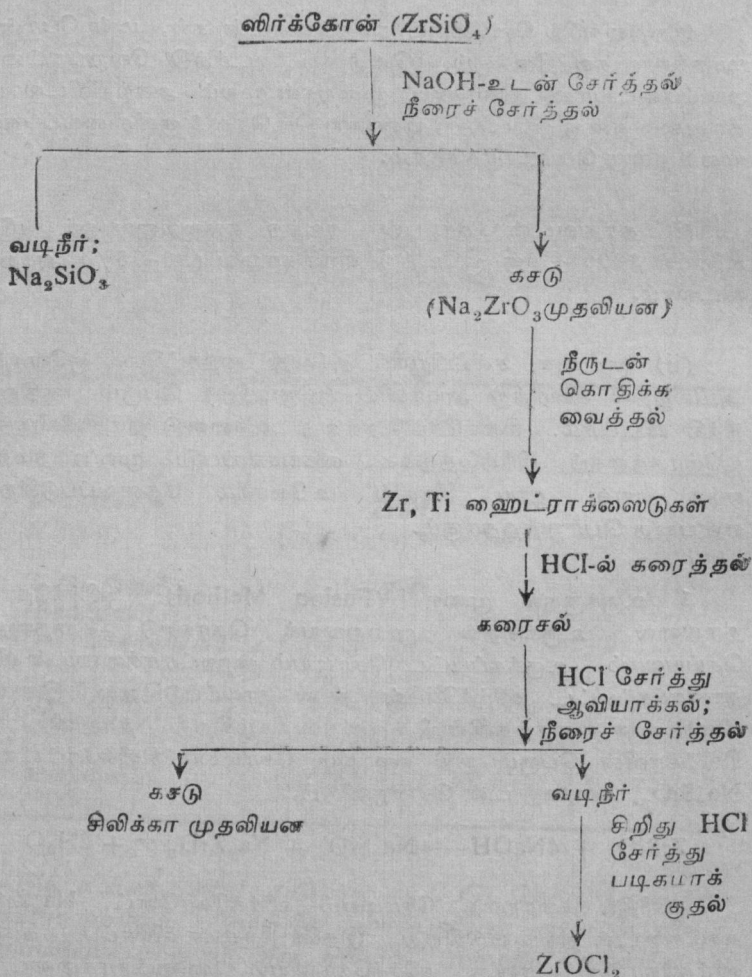 ஸிர்க்கோன் (ZrSiO₄)
NaOH-உடன் சேர்த்தல்
நீரைச் சேர்த்தல்
வடிநீர்;
Na₂SiO₃
கசடு
(Na₂ZrO₃ முதலியன)
நீருடன்
கொதிக்க
வைத்தல்
Zr, Ti ஹைட்ராக்ஸைடுகள்
HCl-ல் கரைத்தல்
கரைசல்
HCl சேர்த்து
ஆவியாக்கல்;
நீரைச் சேர்த்தல்
கசடு
சிலிக்கா முதலியன
வடிநீர்
சிறிது HCl
சேர்த்து
படிகமாக்
குதல்
ZrOCl₂